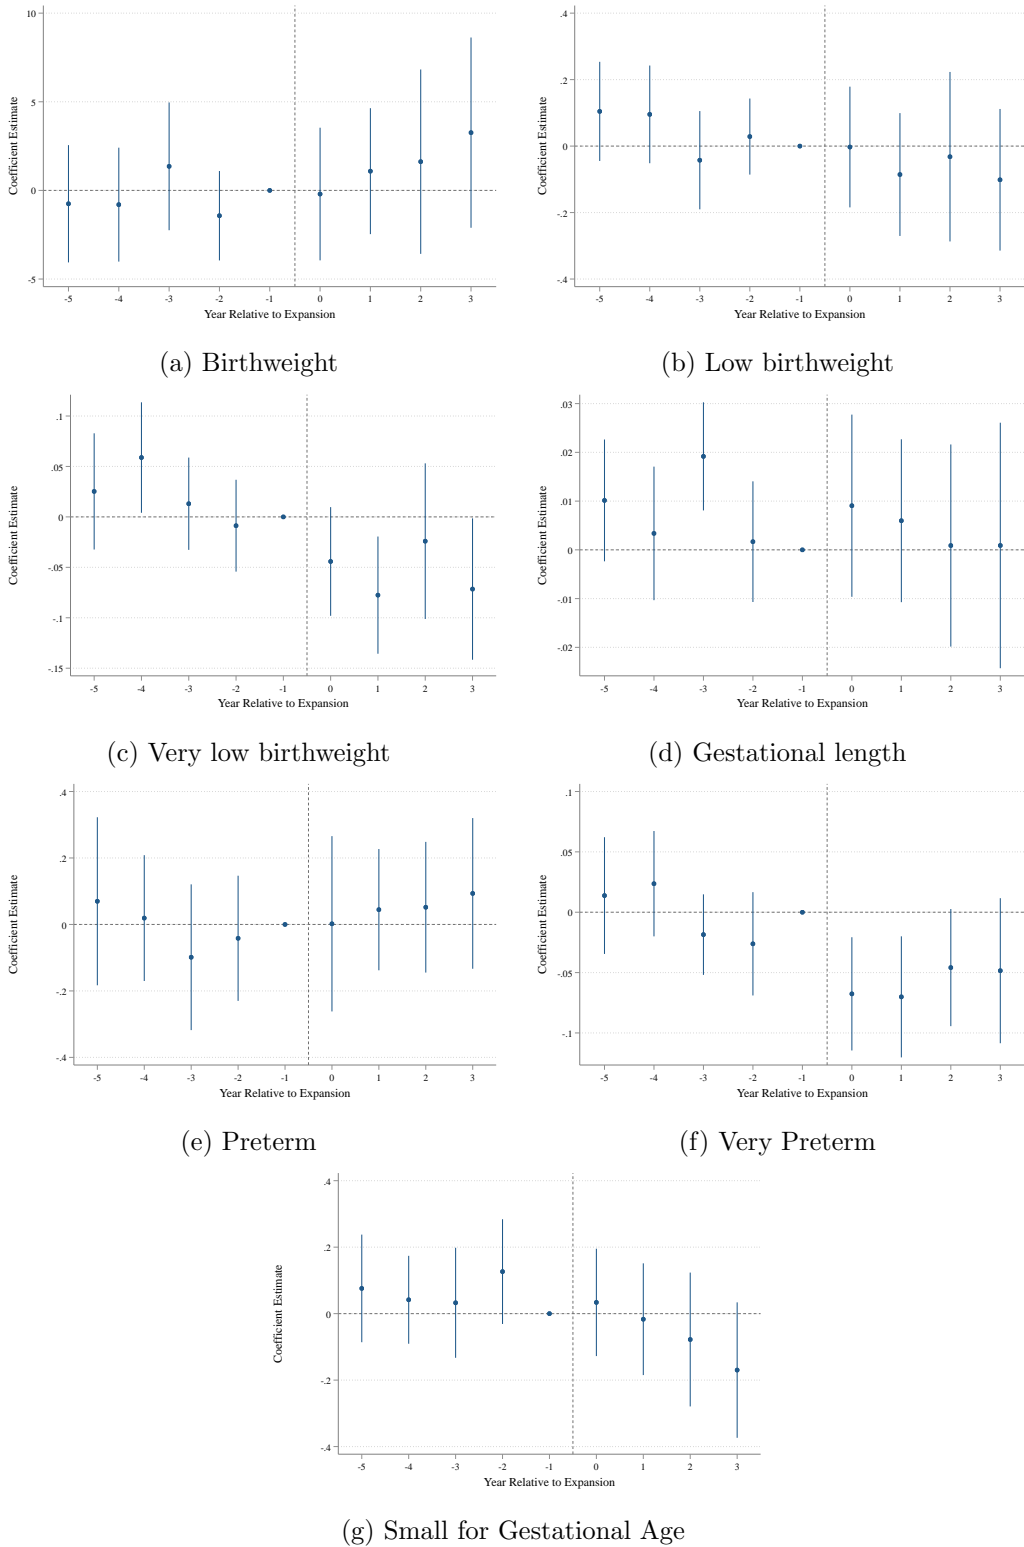 10
5
0
-5
Coefficient Estimate
-5 -4 -3 -2 -1 0 1 2 3
Year Relative to Expansion
(a) Birthweight
.4
.2
0
-.2
-.4
Coefficient Estimate
-5 -4 -3 -2 -1 0 1 2 3
Year Relative to Expansion
(b) Low birthweight
.1
.05
0
-.05
-.1
-.15
Coefficient Estimate
-5 -4 -3 -2 -1 0 1 2 3
Year Relative to Expansion
(c) Very low birthweight
.03
.02
.01
0
-.01
-.02
Coefficient Estimate
-5 -4 -3 -2 -1 0 1 2 3
Year Relative to Expansion
(d) Gestational length
.4
.2
0
-.2
-.4
Coefficient Estimate
-5 -4 -3 -2 -1 0 1 2 3
Year Relative to Expansion
(e) Preterm
.1
.05
0
-.05
-.1
Coefficient Estimate
-5 -4 -3 -2 -1 0 1 2 3
Year Relative to Expansion
(f) Very Preterm
.4
.2
0
-.2
-.4
Coefficient Estimate
-5 -4 -3 -2 -1 0 1 2 3
Year Relative to Expansion
(g) Small for Gestational Age